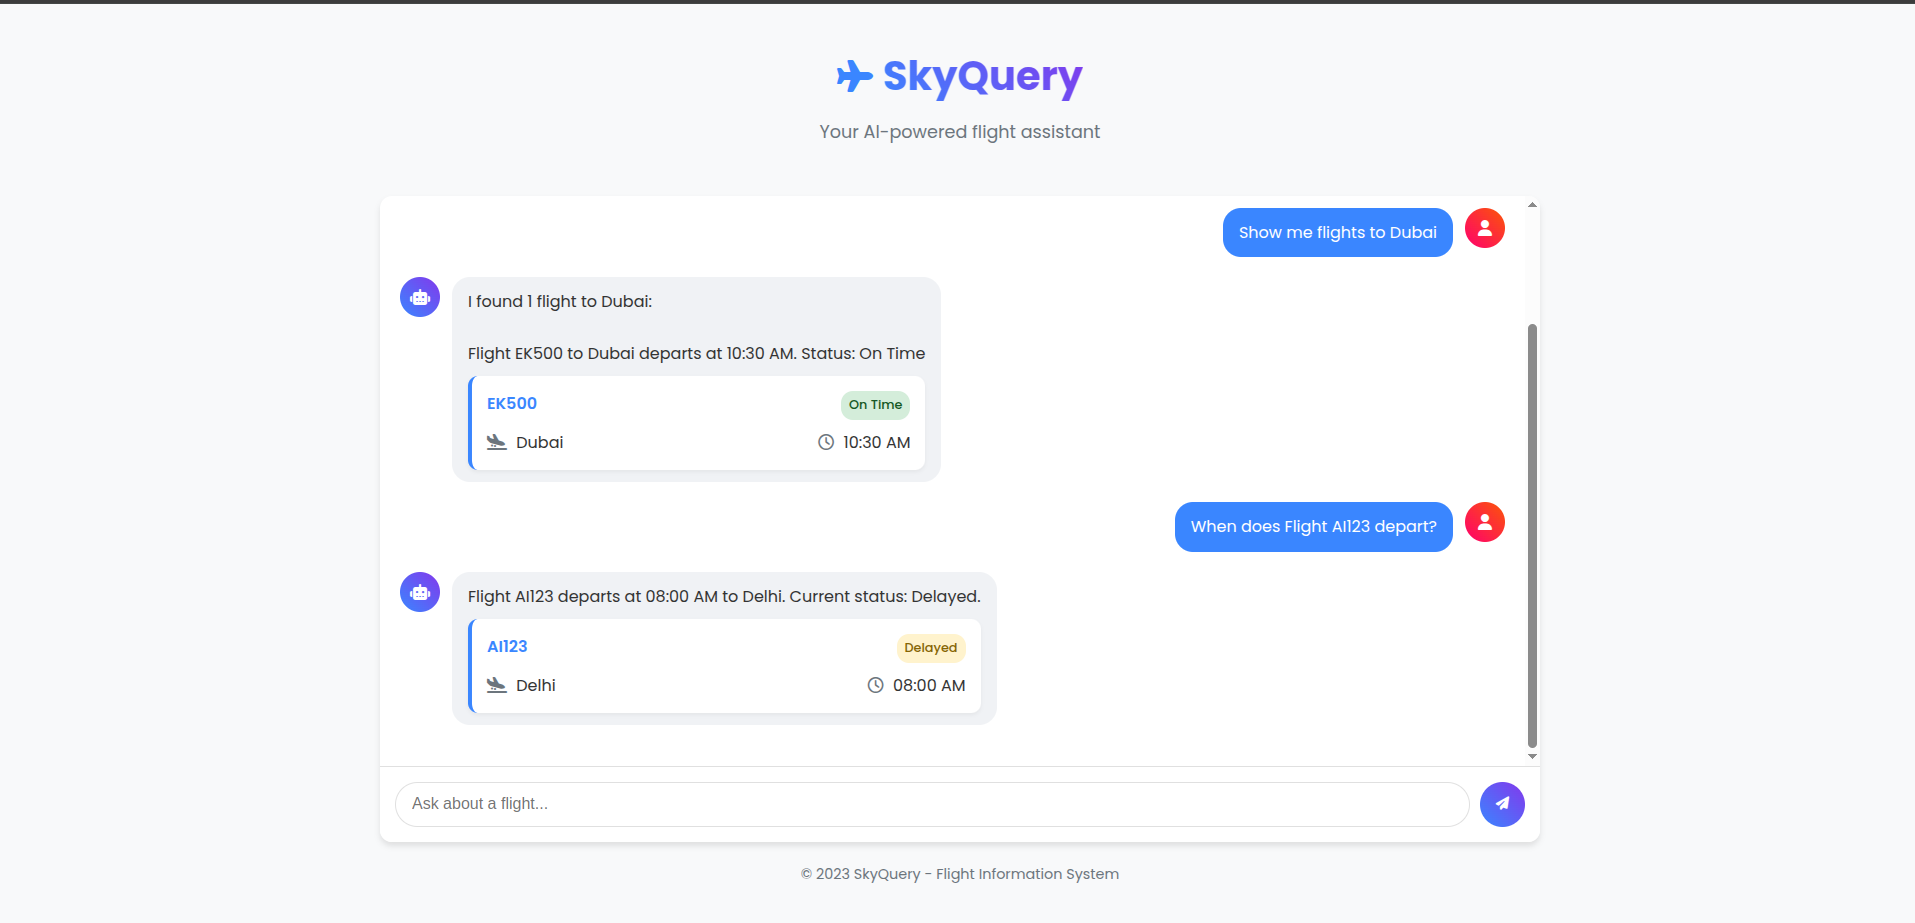 SkyQuery
Your AI-powered flight assistant
Show me flights to Dubai
I found 1 flight to Dubai:
Flight EK500 to Dubai departs at 10:30 AM. Status: On Time
EK500
On Time
Dubai
10:30 AM
When does Flight AI123 depart?
Flight AI123 departs at 08:00 AM to Delhi. Current status: Delayed.
AI123
Delayed
Delhi
08:00 AM
Ask about a flight...
© 2023 SkyQuery - Flight Information System